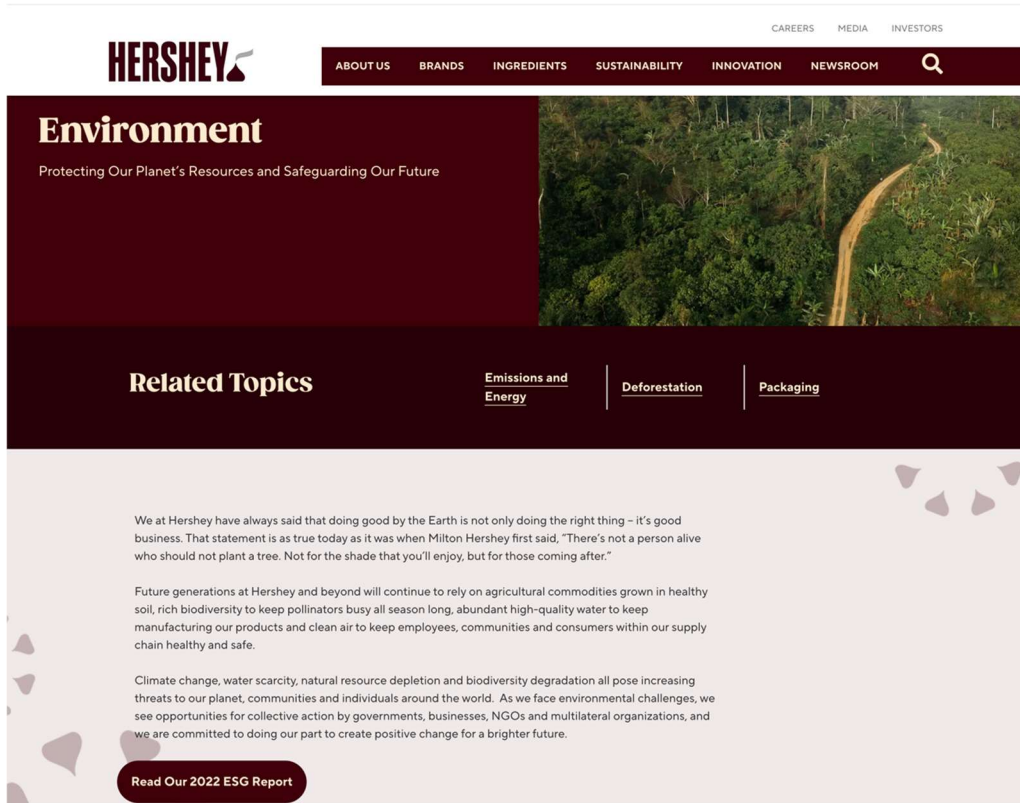 CAREERS MEDIA INVESTORS
HERSHEY
ABOUT US BRANDS INGREDIENTS SUSTAINABILITY INNOVATION NEWSROOM
Environment
Protecting Our Planet's Resources and Safeguarding Our Future
Related Topics
Emissions and
Energy
Deforestation
Packaging
We at Hershey have always said that doing good by the Earth is not only doing the right thing – it's good
business. That statement is as true today as it was when Milton Hershey first said, “There's not a person alive
who should not plant a tree. Not for the shade that you'll enjoy, but for those coming after.”
Future generations at Hershey and beyond will continue to rely on agricultural commodities grown in healthy
soil, rich biodiversity to keep pollinators busy all season long, abundant high-quality water to keep
manufacturing our products and clean air to keep employees, communities and consumers within our supply
chain healthy and safe.
Climate change, water scarcity, natural resource depletion and biodiversity degradation all pose increasing
threats to our planet, communities and individuals around the world. As we face environmental challenges, we
see opportunities for collective action by governments, businesses, NGOs and multilateral organizations, and
we are committed to doing our part to create positive change for a brighter future.
Read Our 2022 ESG Report